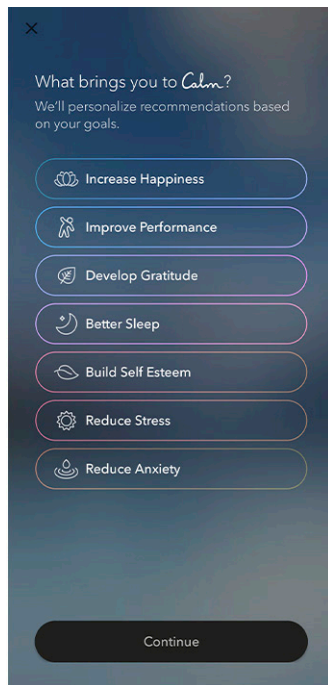 What brings you to Calm?
We'll personalize recommendations based
on your goals.
Increase Happiness
Improve Performance
Develop Gratitude
Better Sleep
Build Self Esteem
Reduce Stress
Reduce Anxiety
Continue